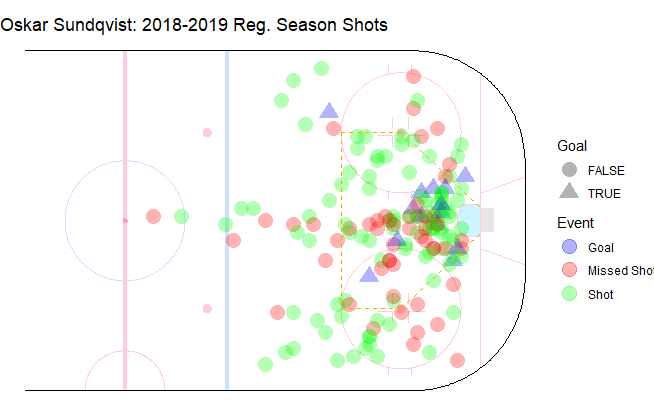 Oskar Sundqvist: 2018-2019 Reg. Season Shots
Goal
FALSE
TRUE
Event
Goal
Missed Shot
Shot